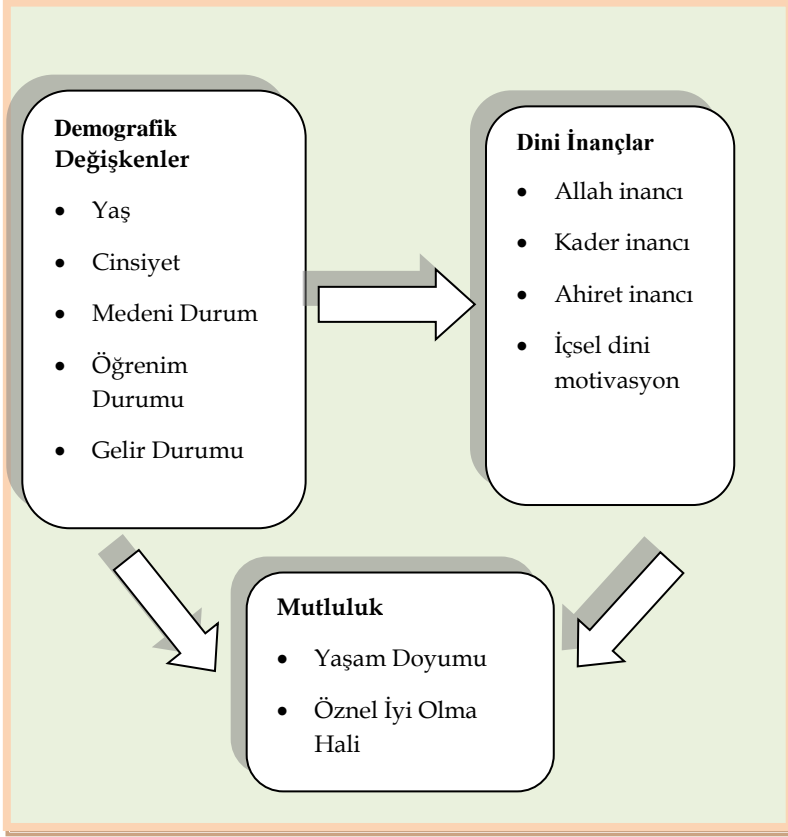 Demografik
Değişkenler
• Yaş
• Cinsiyet
• Medeni Durum
• Öğrenim
Durumu
• Gelir Durumu
Dini İnançlar
• Allah inancı
• Kader inancı
• Ahiret inancı
• İçsel dini
motivasyon
Mutluluk
• Yaşam Doyumu
• Öznel İyi Olma
Hali